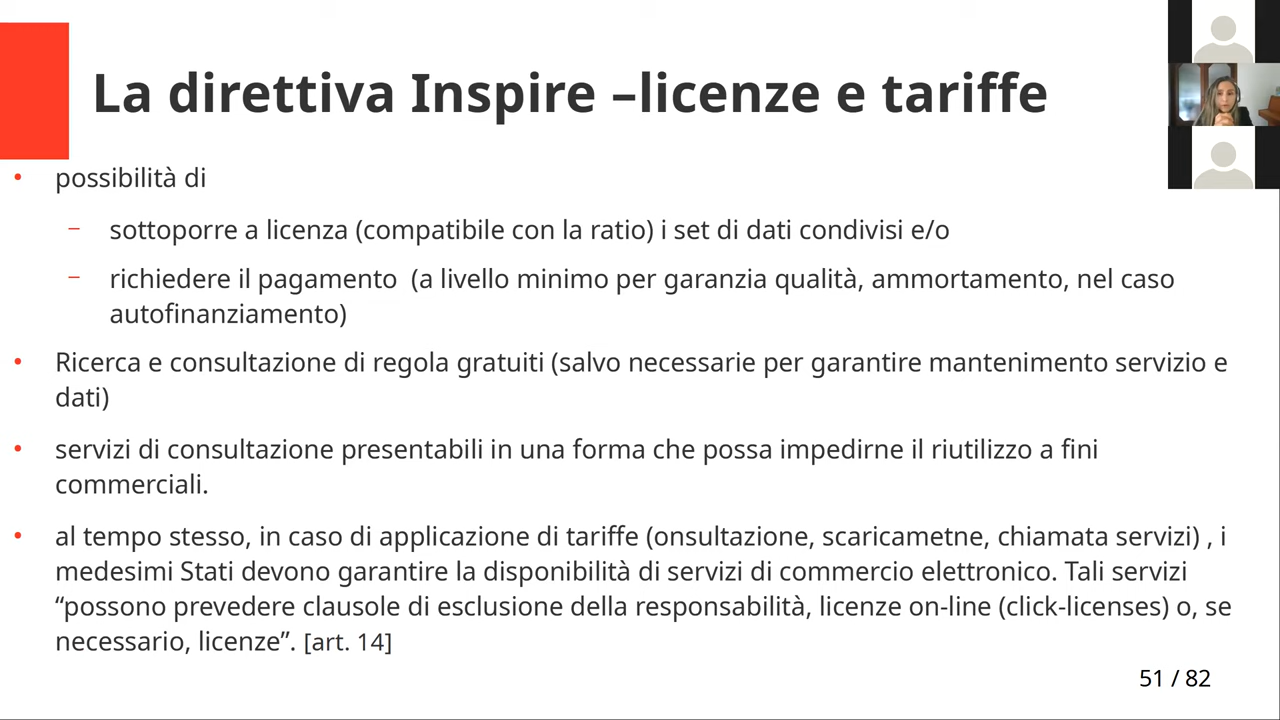 La direttiva Inspire –licenze e tariffe
• possibilità di
– sottoporre a licenza (compatibile con la ratio) i set di dati condivisi e/o
– richiedere il pagamento (a livello minimo per garanzia qualità, ammortamento, nel caso
autofinanziamento)
• Ricerca e consultazione di regola gratuiti (salvo necessarie per garantire mantenimento servizio e
dati)
• servizi di consultazione presentabili in una forma che possa impedirne il riutilizzo a fini
commerciali.
• al tempo stesso, in caso di applicazione di tariffe (onsultazione, scaricametne, chiamata servizi) , i
medesimi Stati devono garantire la disponibilità di servizi di commercio elettronico. Tali servizi
“possono prevedere clausole di esclusione della responsabilità, licenze on-line (click-licenses) o, se
necessario, licenze”. [art. 14]
51 / 82